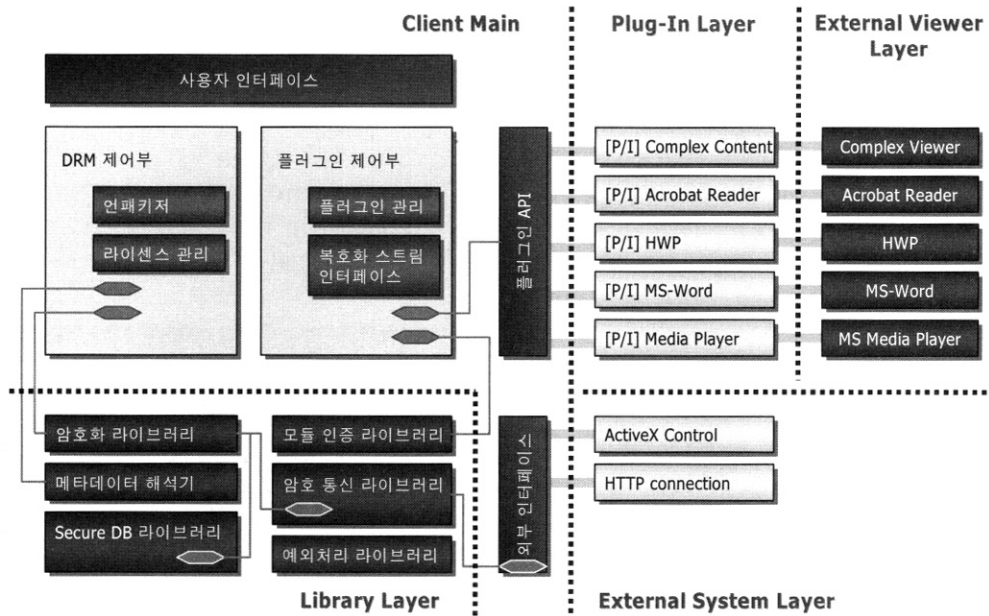 Client Main
Plug-In Layer
External Viewer
Layer
사용자 인터페이스
DRM 제어부
언패키저
라이센스 관리
플러그인 제어부
플러그인 관리
복호화 스트림
인터페이스
플러그인 API
[P/I] Complex Content
[P/I] Acrobat Reader
[P/I] HWP
[P/I] MS-Word
[P/I] Media Player
Complex Viewer
Acrobat Reader
HWP
MS-Word
MS Media Player
암호화 라이브러리
메타데이터 해석기
Secure DB 라이브러리
모듈 인증 라이브러리
암호 통신 라이브러리
예외처리 라이브러리
외부 인터페이스
ActiveX Control
HTTP connection
Library Layer
External System Layer